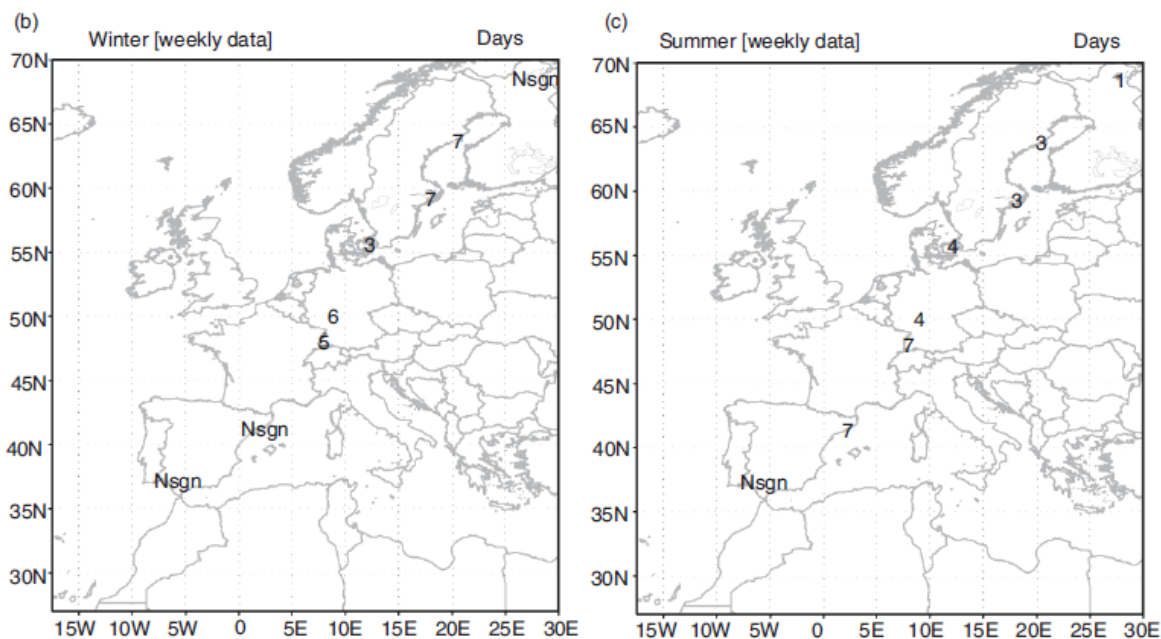 (b)
Winter [weekly data] Days
70N
65N
60N
55N
50N
45N
40N
35N
30N
15W 10W 5W 0 5E 10E 15E 20E 25E 30E
Nsgn
7
7
3
6
5
Nsgn
Nsgn
(c)
Summer [weekly data] Days
70N
65N
60N
55N
50N
45N
40N
35N
30N
15W 10W 5W 0 5E 10E 15E 20E 25E 30E
1
3
3
4
4
7
7
Nsgn